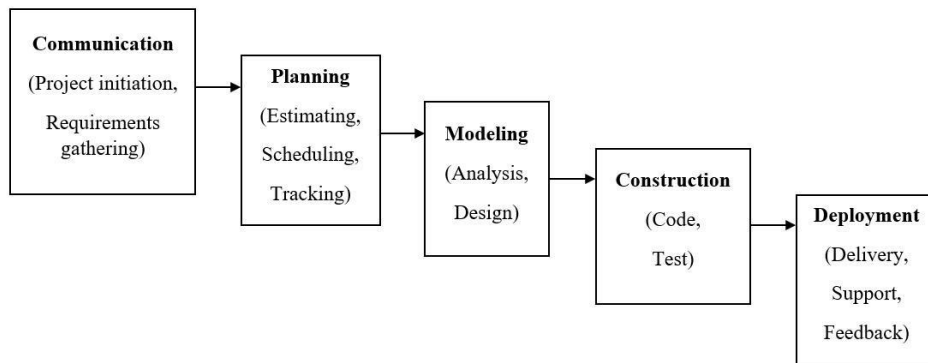 Communication
(Project initiation,
Requirements
gathering)
Planning
(Estimating,
Scheduling,
Tracking)
Modeling
(Analysis,
Design)
Construction
(Code,
Test)
Deployment
(Delivery,
Support,
Feedback)